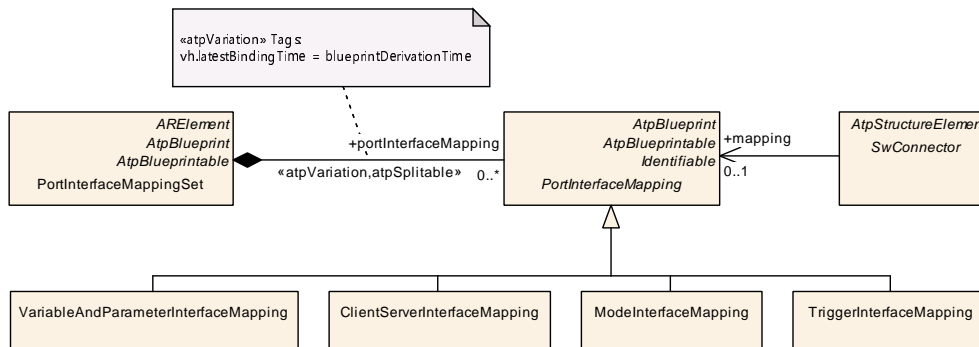 «atpVariation» Tags:
vh.latestBindingTime = blueprintDerivationTime
ARElement
AtpBlueprint
AtpBlueprintable
PortInterfaceMappingSet
+portInterfaceMapping
«atpVariation,atpSplitable»
0..*
AtpBlueprint
AtpBlueprintable
Identifiable
PortInterfaceMapping
+mapping
0..1
AtpStructureElemen
SwConnector
VariableAndParameterInterfaceMapping
ClientServerInterfaceMapping
ModeInterfaceMapping
TriggerInterfaceMapping